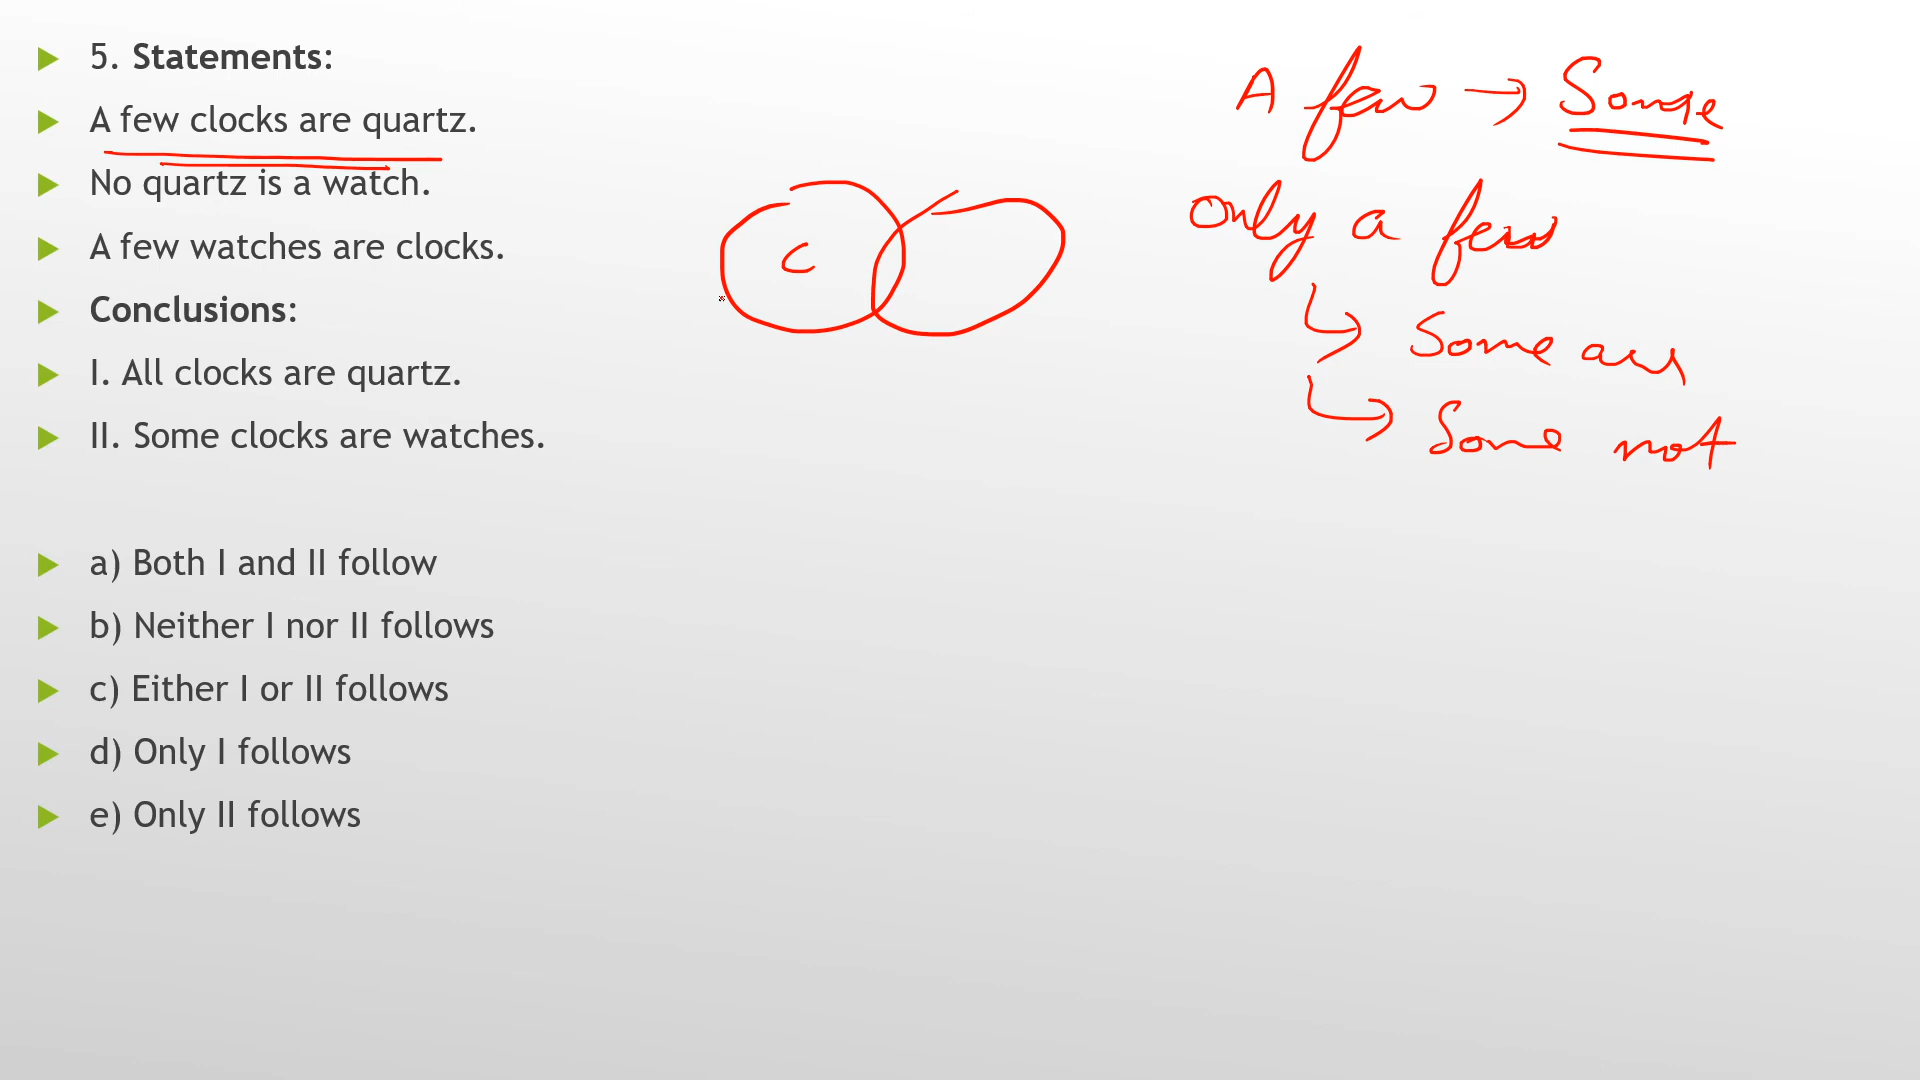 5. Statements:
A few clocks are quartz.
No quartz is a watch.
A few watches are clocks.
Conclusions:
I. All clocks are quartz.
II. Some clocks are watches.
a) Both I and II follow
b) Neither I nor II follows
c) Either I or II follows
d) Only I follows
e) Only II follows
C
A few → Some
only a few
Some are
Some not